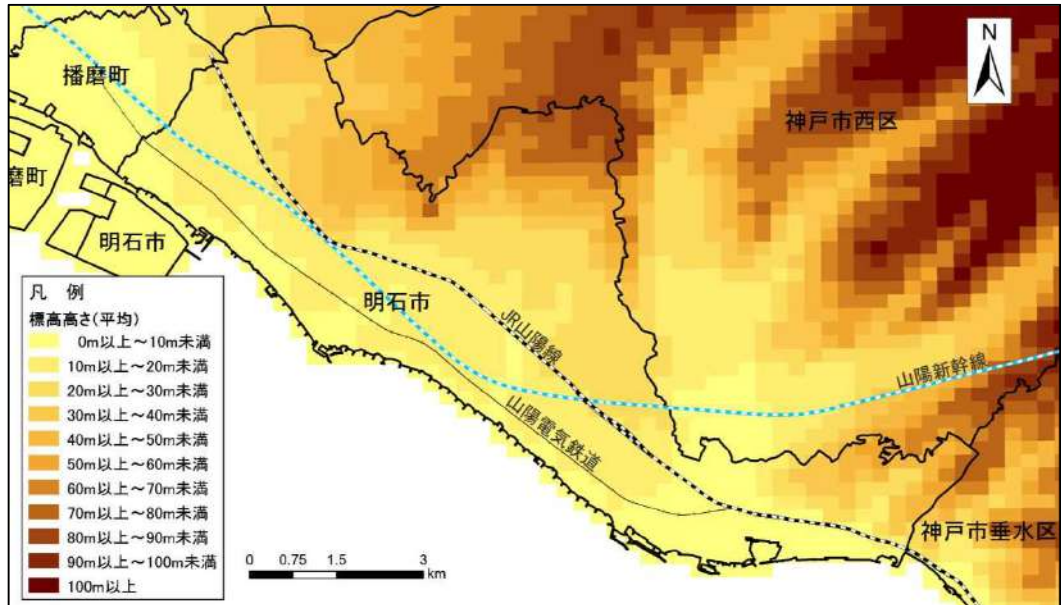 N
播磨町
神戸市西区
磨町
明石市
明石市
JR山陽線
山陽新幹線
山陽電気鉄道
神戸市垂水区
凡 例
標高高さ(平均)
0m以上～10m未満
10m以上～20m未満
20m以上～30m未満
30m以上～40m未満
40m以上～50m未満
50m以上～60m未満
60m以上～70m未満
70m以上～80m未満
80m以上～90m未満
90m以上～100m未満
100m以上
0 0.75 1.5 3
km